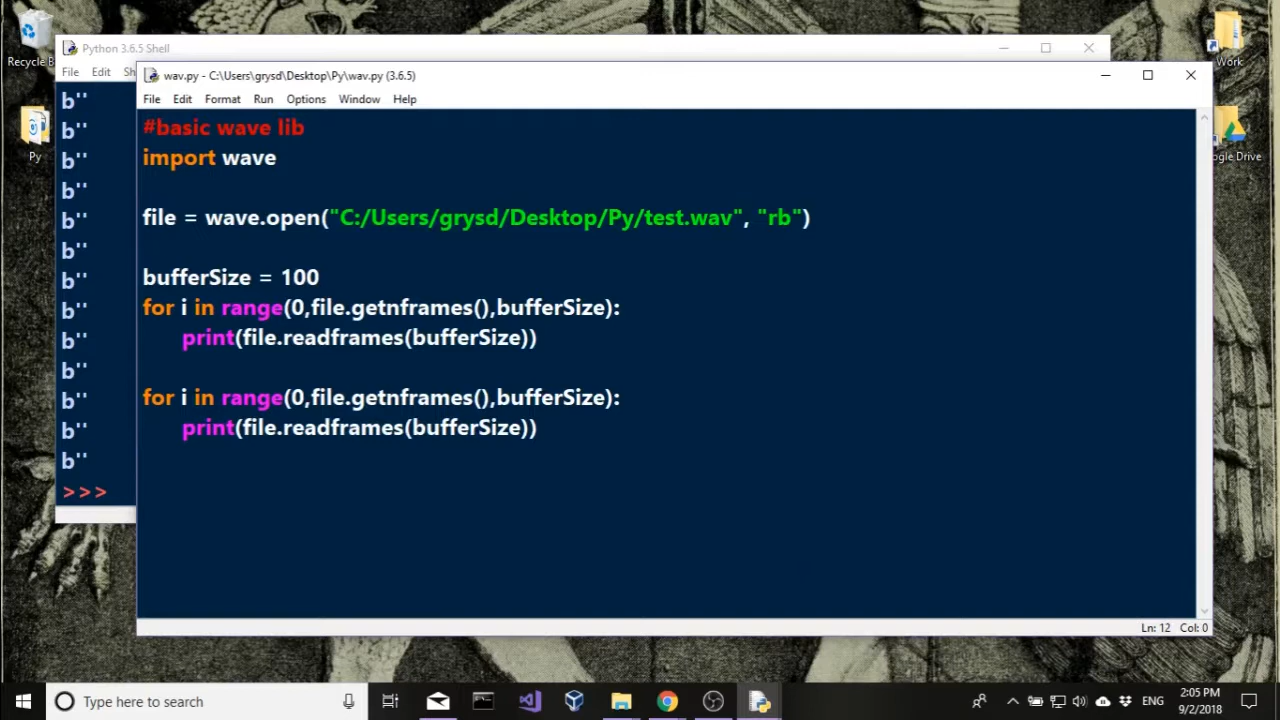 Recycle B
Py
Work
ogle Drive
Python 3.6.5 Shell
File Edit Sh
b''
b''
b''
b''
b''
b''
b''
b''
b''
b''
b''
b''
b''
>>>
wav.py - C:\Users\grysd\Desktop\Py\wav.py (3.6.5)
File Edit Format Run Options Window Help
#basic wave lib
import wave
file = wave.open("C:/Users/grysd/Desktop/Py/test.wav", "rb")
bufferSize = 100
for i in range(0,file.getnframes(),bufferSize):
print(file.readframes(bufferSize))
for i in range(0,file.getnframes(),bufferSize):
print(file.readframes(bufferSize))
Ln: 12 Col: 0
Type here to search
ENG
2:05 PM
9/2/2018